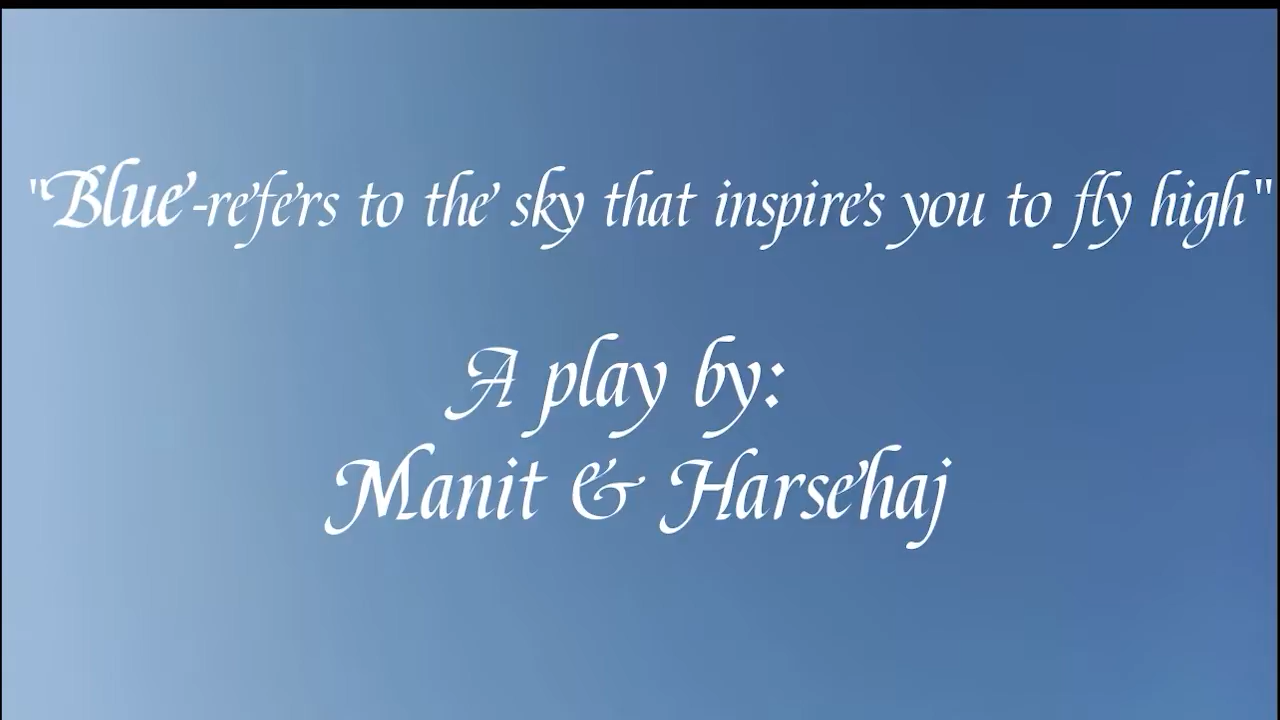 "Blue-refers to the sky that inspires you to fly high"
A play by:
Manit & Harsehaj